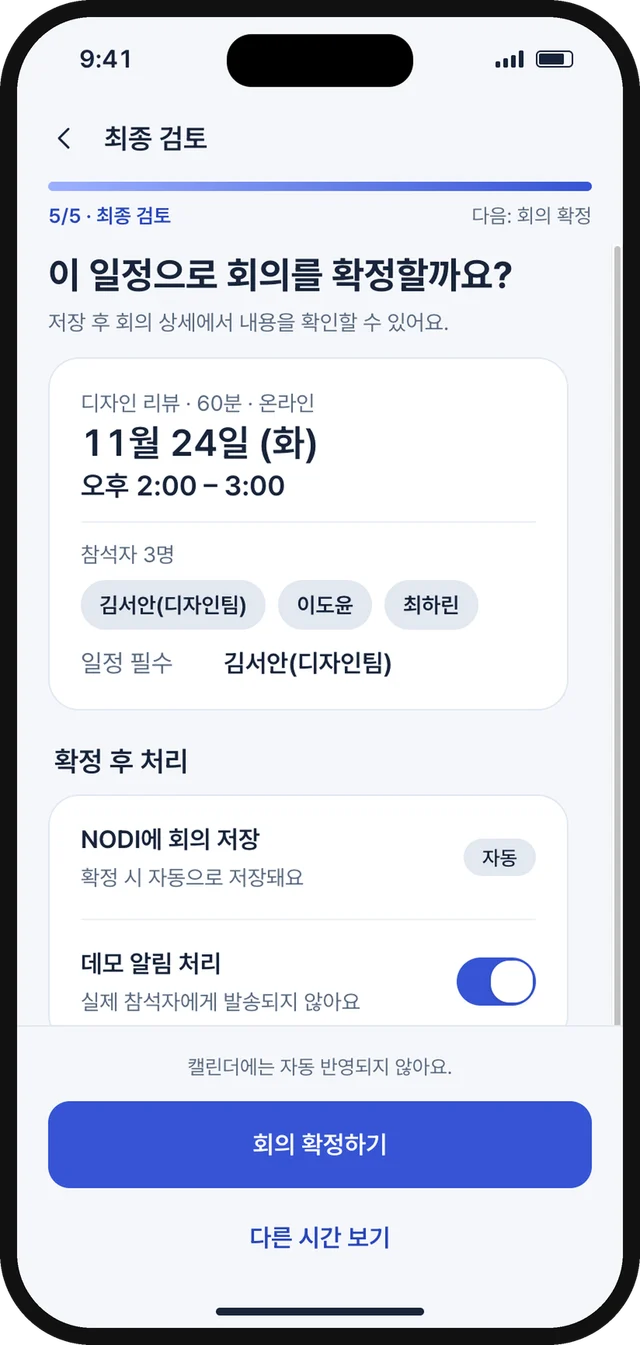 9:41
최종 검토
5/5 · 최종 검토 다음: 회의 확정
이 일정으로 회의를 확정할까요?
저장 후 회의 상세에서 내용을 확인할 수 있어요.
디자인 리뷰 · 60분 · 온라인
11월 24일 (화)
오후 2:00 – 3:00
참석자 3명
김서안(디자인팀) 이도윤 최하린
일정 필수 김서안(디자인팀)
확정 후 처리
NODI에 회의 저장
확정 시 자동으로 저장돼요
자동
데모 알림 처리
실제 참석자에게 발송되지 않아요
캘린더에는 자동 반영되지 않아요.
회의 확정하기
다른 시간 보기